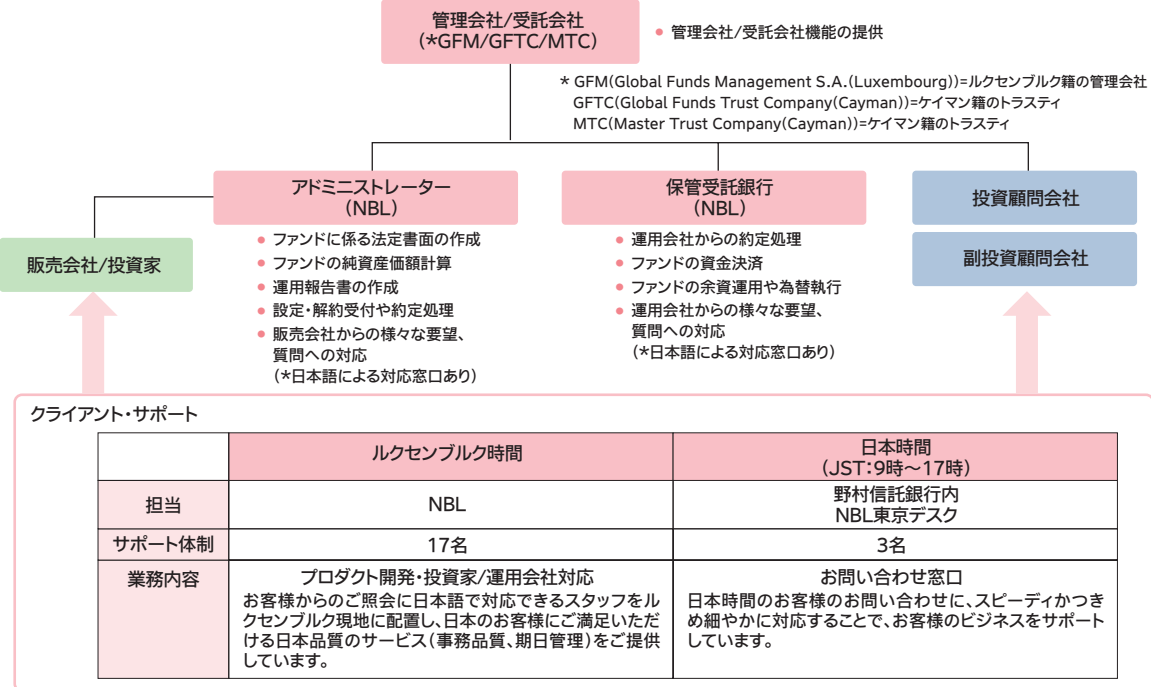 管理会社/受託会社
(*GFM/GFTC/MTC)
● 管理会社/受託会社機能の提供
* GFM(Global Funds Management S.A.(Luxembourg))=ルクセンブルク籍の管理会社
GFTC(Global Funds Trust Company(Cayman))=ケイマン籍のトラスティ
MTC(Master Trust Company(Cayman))=ケイマン籍のトラスティ
アドミニストレーター
(NBL)
● ファンドに係る法定書面の作成
● ファンドの純資産価額計算
● 運用報告書の作成
● 設定・解約受付や約定処理
● 販売会社からの様々な要望、
質問への対応
(*日本語による対応窓口あり)
保管受託銀行
(NBL)
● 運用会社からの約定処理
● ファンドの資金決済
● ファンドの余資運用や為替執行
● 運用会社からの様々な要望、
質問への対応
(*日本語による対応窓口あり)
投資顧問会社
副投資顧問会社
販売会社/投資家
クライアント・サポート
ルクセンブルク時間
日本時間
(JST:9時～17時)
担当
NBL
野村信託銀行内
NBL東京デスク
サポート体制
17名
3名
業務内容
プロダクト開発・投資家/運用会社対応
お客様からのご照会に日本語で対応できるスタッフをル
クセンブルク現地に配置し、日本のお客様にご満足いただ
ける日本品質のサービス(事務品質、期日管理)をご提供
しています。
お問い合わせ窓口
日本時間のお客様のお問い合わせに、スピーディかつき
め細やかに対応することで、お客様のビジネスをサポート
しています。